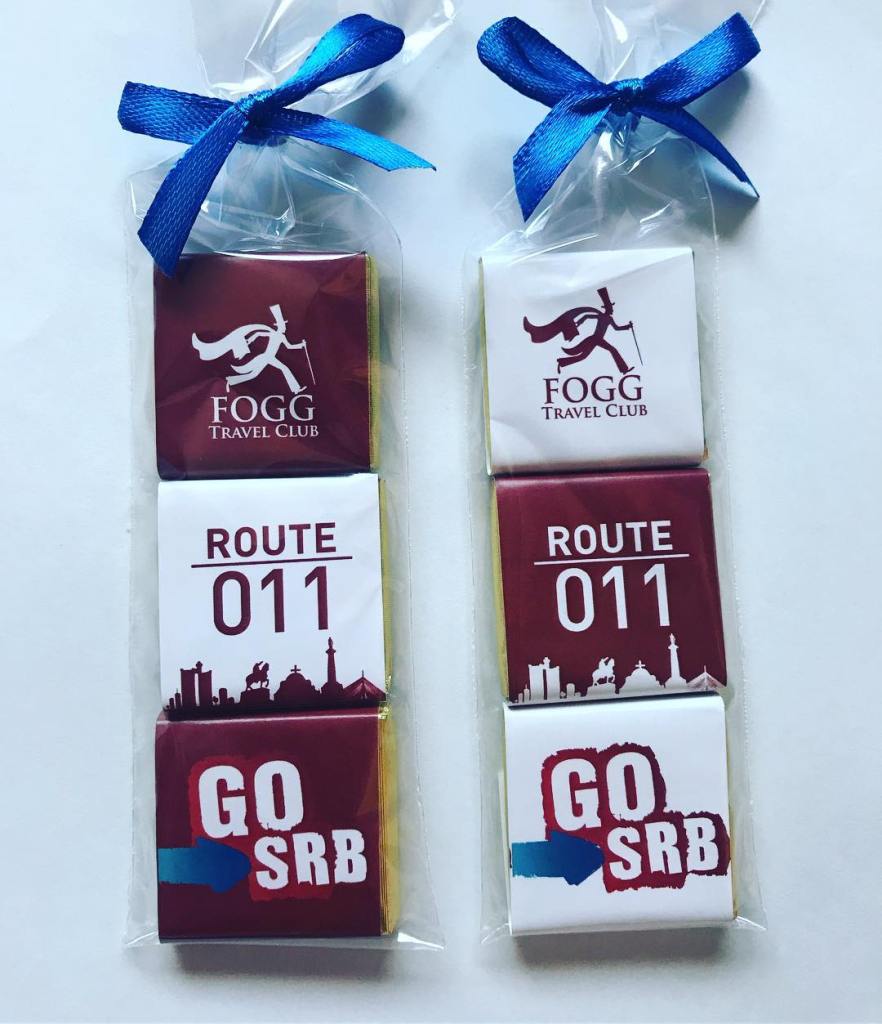 FOGG
TRAVEL CLUB
ROUTE
011
GO
SRB
FOGG
TRAVEL CLUB
ROUTE
011
GO
SRB